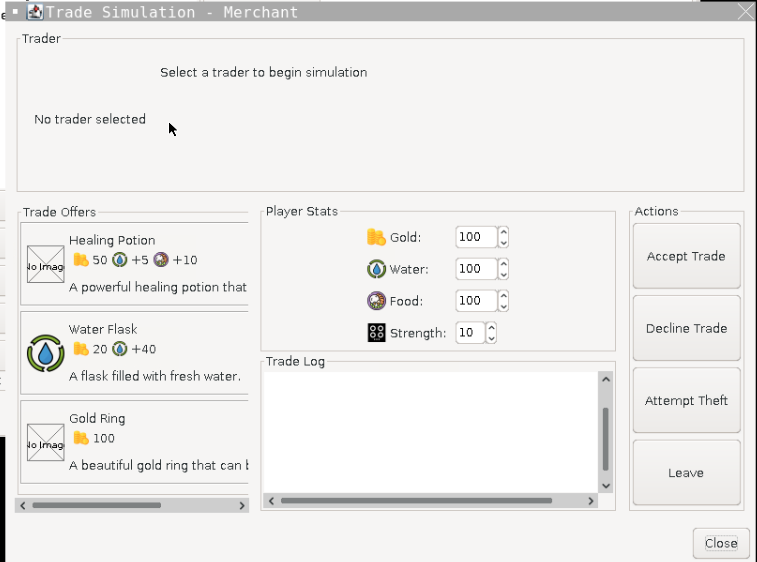 Trade Simulation - Merchant
Trader
Select a trader to begin simulation
No trader selected
Trade Offers
Healing Potion
50 +5 +10
No Imag
A powerful healing potion that
Water Flask
20 +40
A flask filled with fresh water.
Gold Ring
100
No Imag
A beautiful gold ring that can b
Player Stats
Gold: 100
Water: 100
Food: 100
Strength: 10
Trade Log
Actions
Accept Trade
Decline Trade
Attempt Theft
Leave
Close